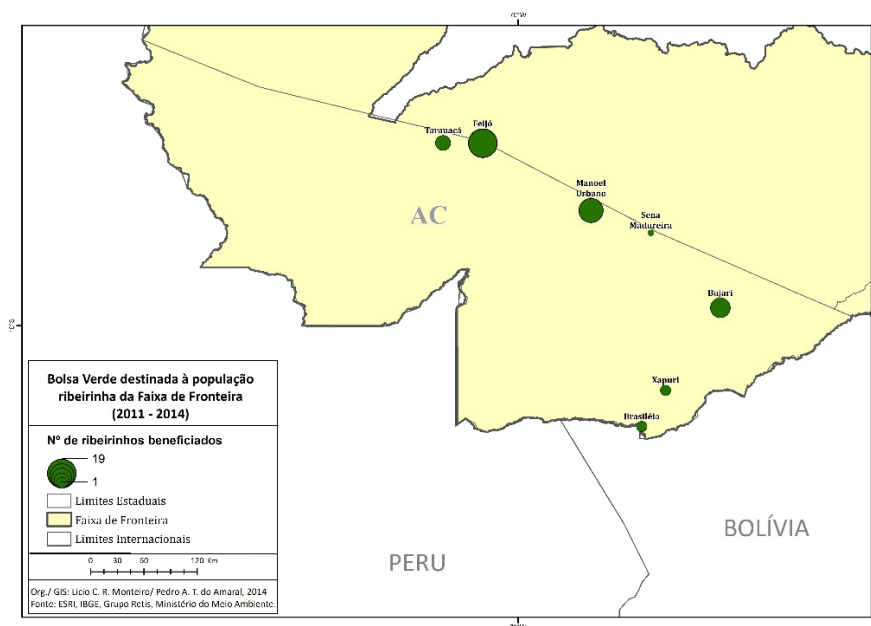 70°W
Tarauacá
Feijó
Manoel
Urbano
AC
Sena
Madureira
Bujari
Xapuri
Brasiléia
BOLÍVIA
PERU
Bolsa Verde destinada à população
ribeirinha da Faixa de Fronteira
(2011 - 2014)
Nº de ribeirinhos beneficiados
19
1
Limites Estaduais
Faixa de Fronteira
Limites Internacionais
0 30 60 120 Km
Org./ GIS: Licio C. R. Monteiro/ Pedro A. T. do Amaral, 2014
Fonte: ESRI, IBGE, Grupo Retis, Ministério do Meio Ambiente.